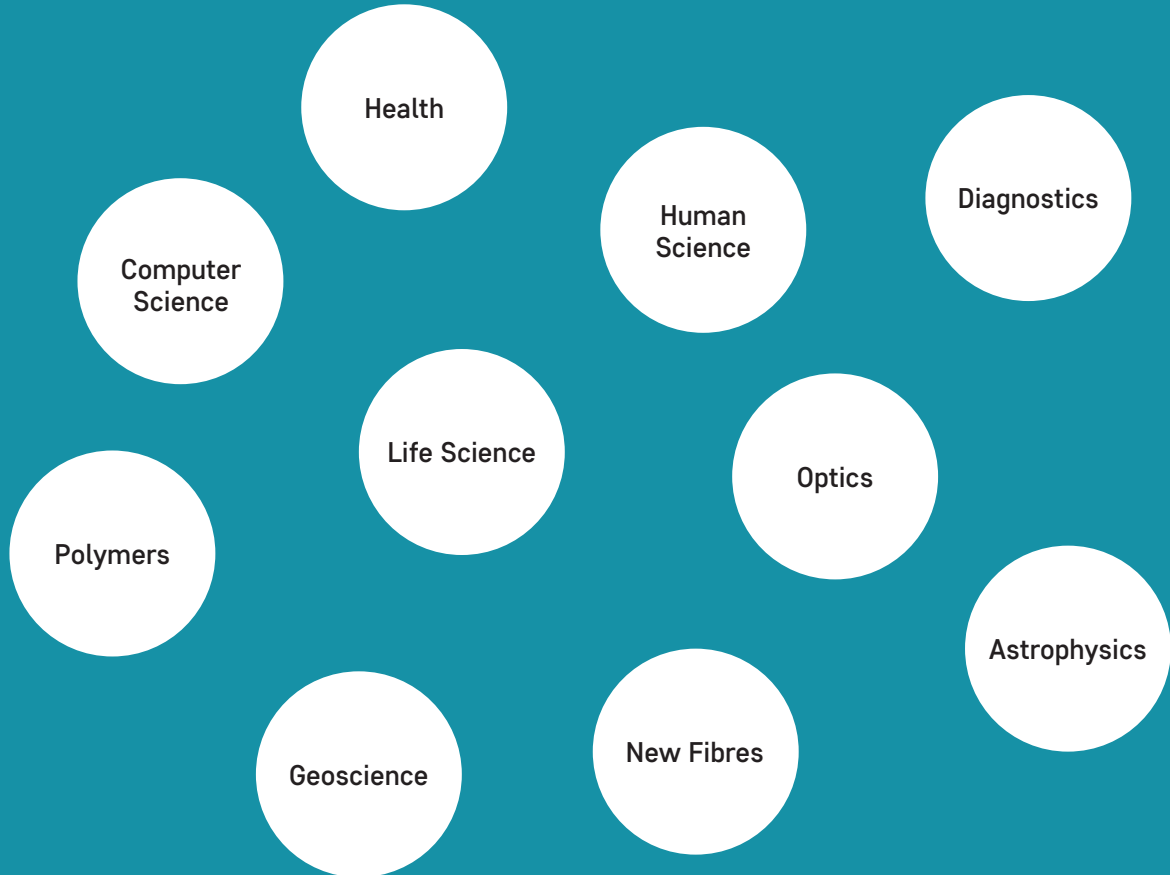 Health
Diagnostics
Human
Science
Computer
Science
Life Science
Optics
Polymers
Astrophysics
New Fibres
Geoscience